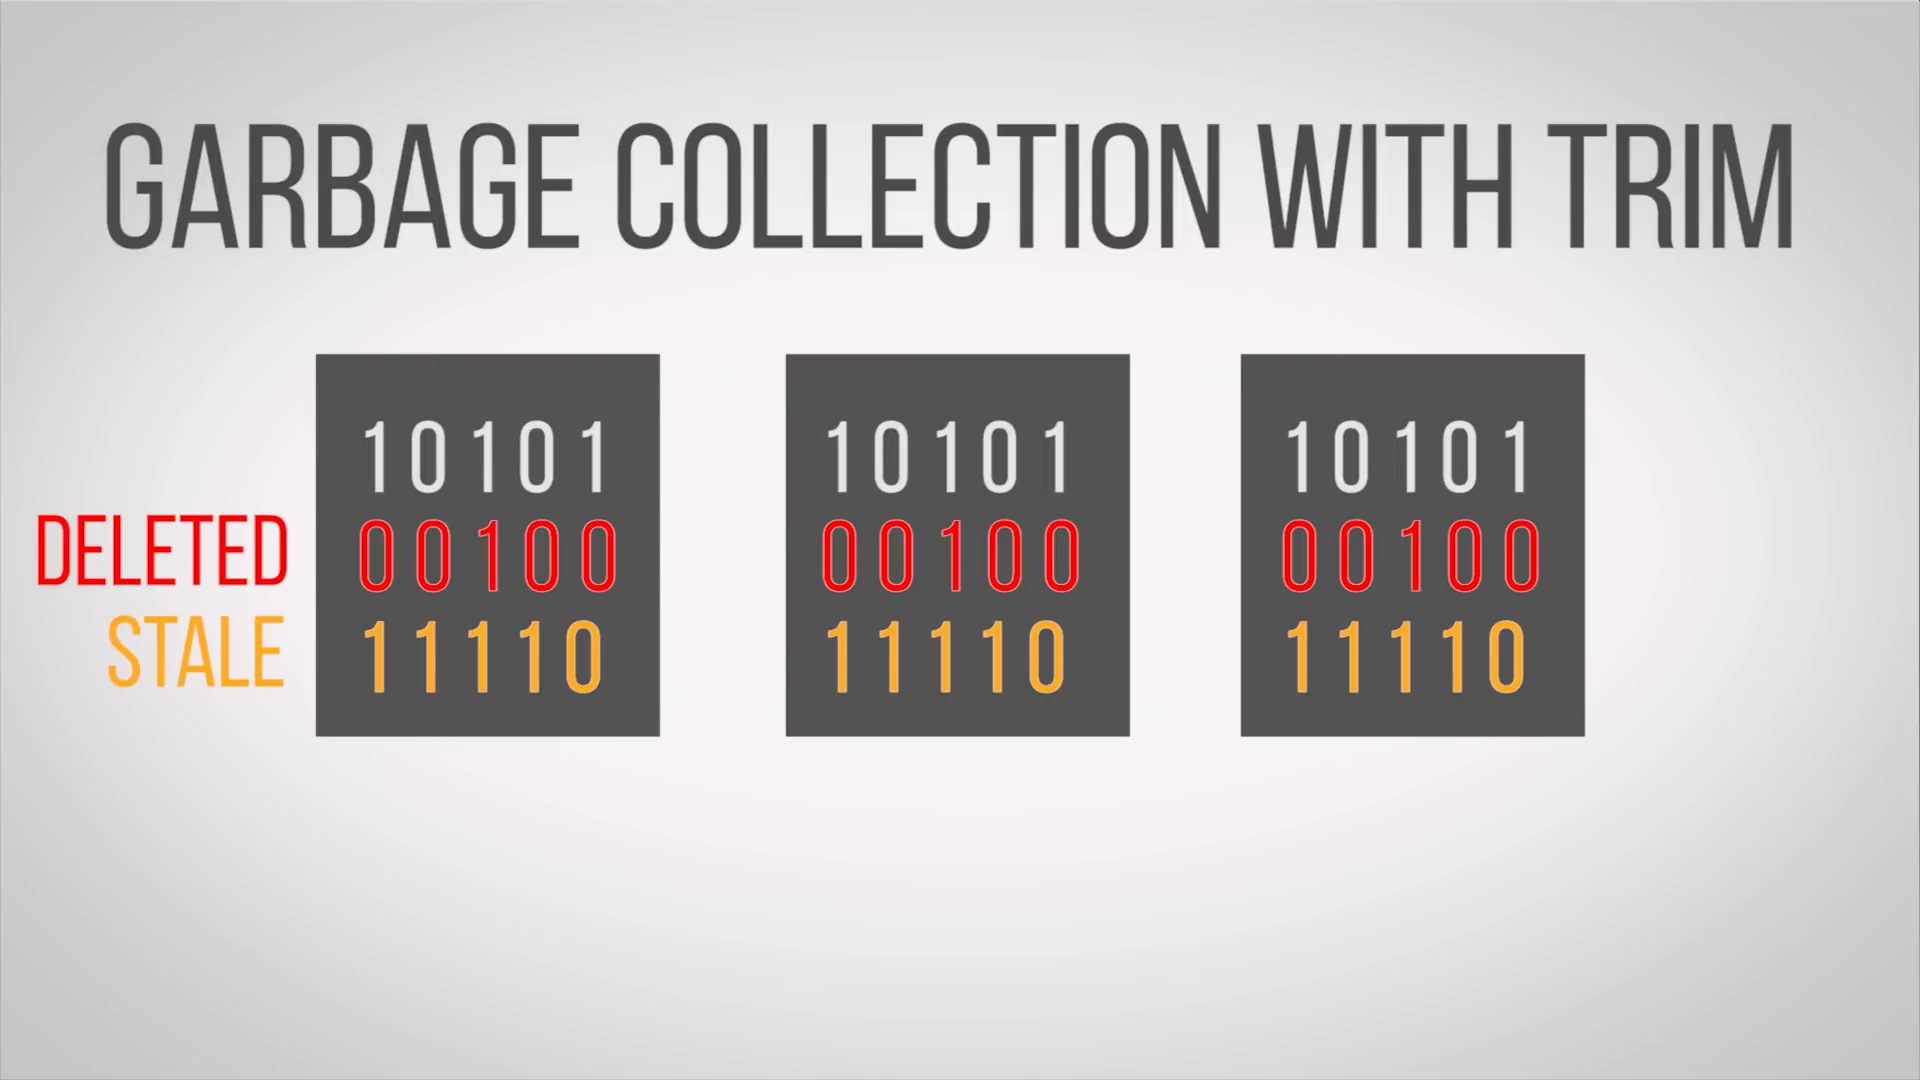 GARBAGE COLLECTION WITH TRIM
10101 10101 10101
DELETED 00100 00100 00100
STALE 11110 11110 11110